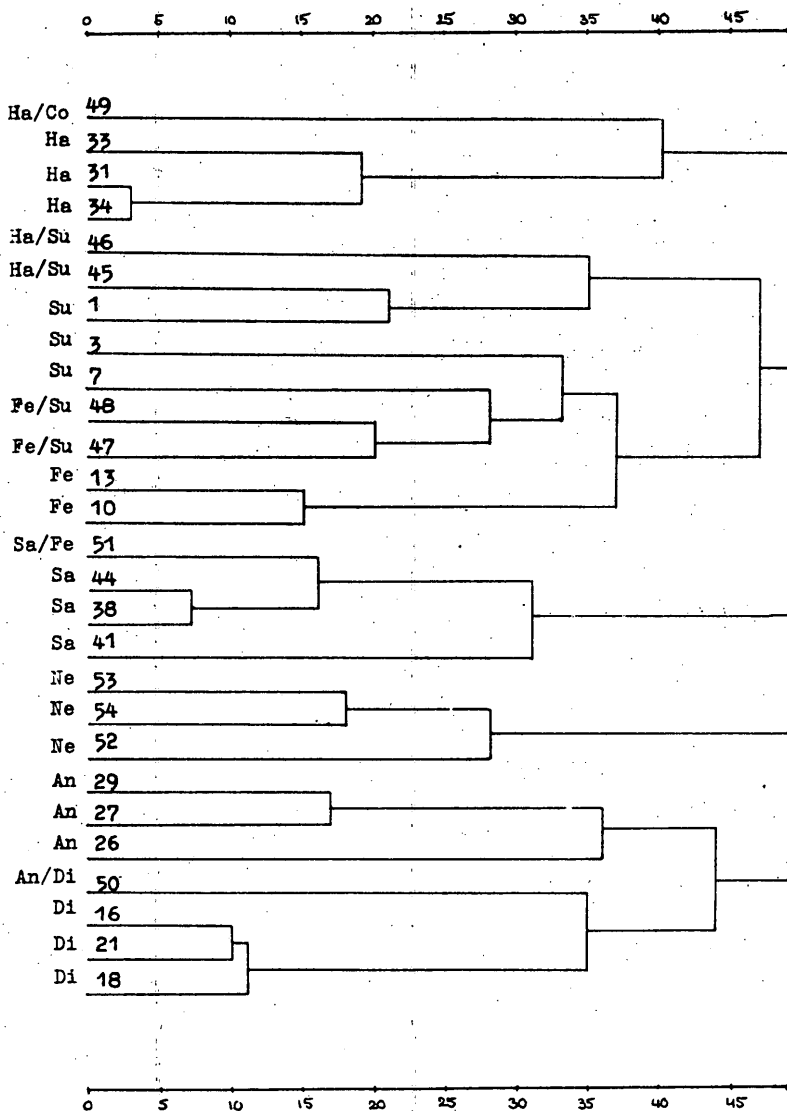 0 5 10 15 20 25 30 35 40 45
Ha/Co 49
Ha 33
Ha 31
Ha 34
Ha/Su 46
Ha/Su 45
Su 1
Su 3
Su 7
Fe/Su 48
Fe/Su 47
Fe 13
Fe 10
Sa/Fe 51
Sa 44
Sa 38
Sa 41
Ne 53
Ne 54
Ne 52
An 29
An 27
An 26
An/Di 50
Di 16
Di 21
Di 18
0 5 10 15 20 25 30 35 40 45